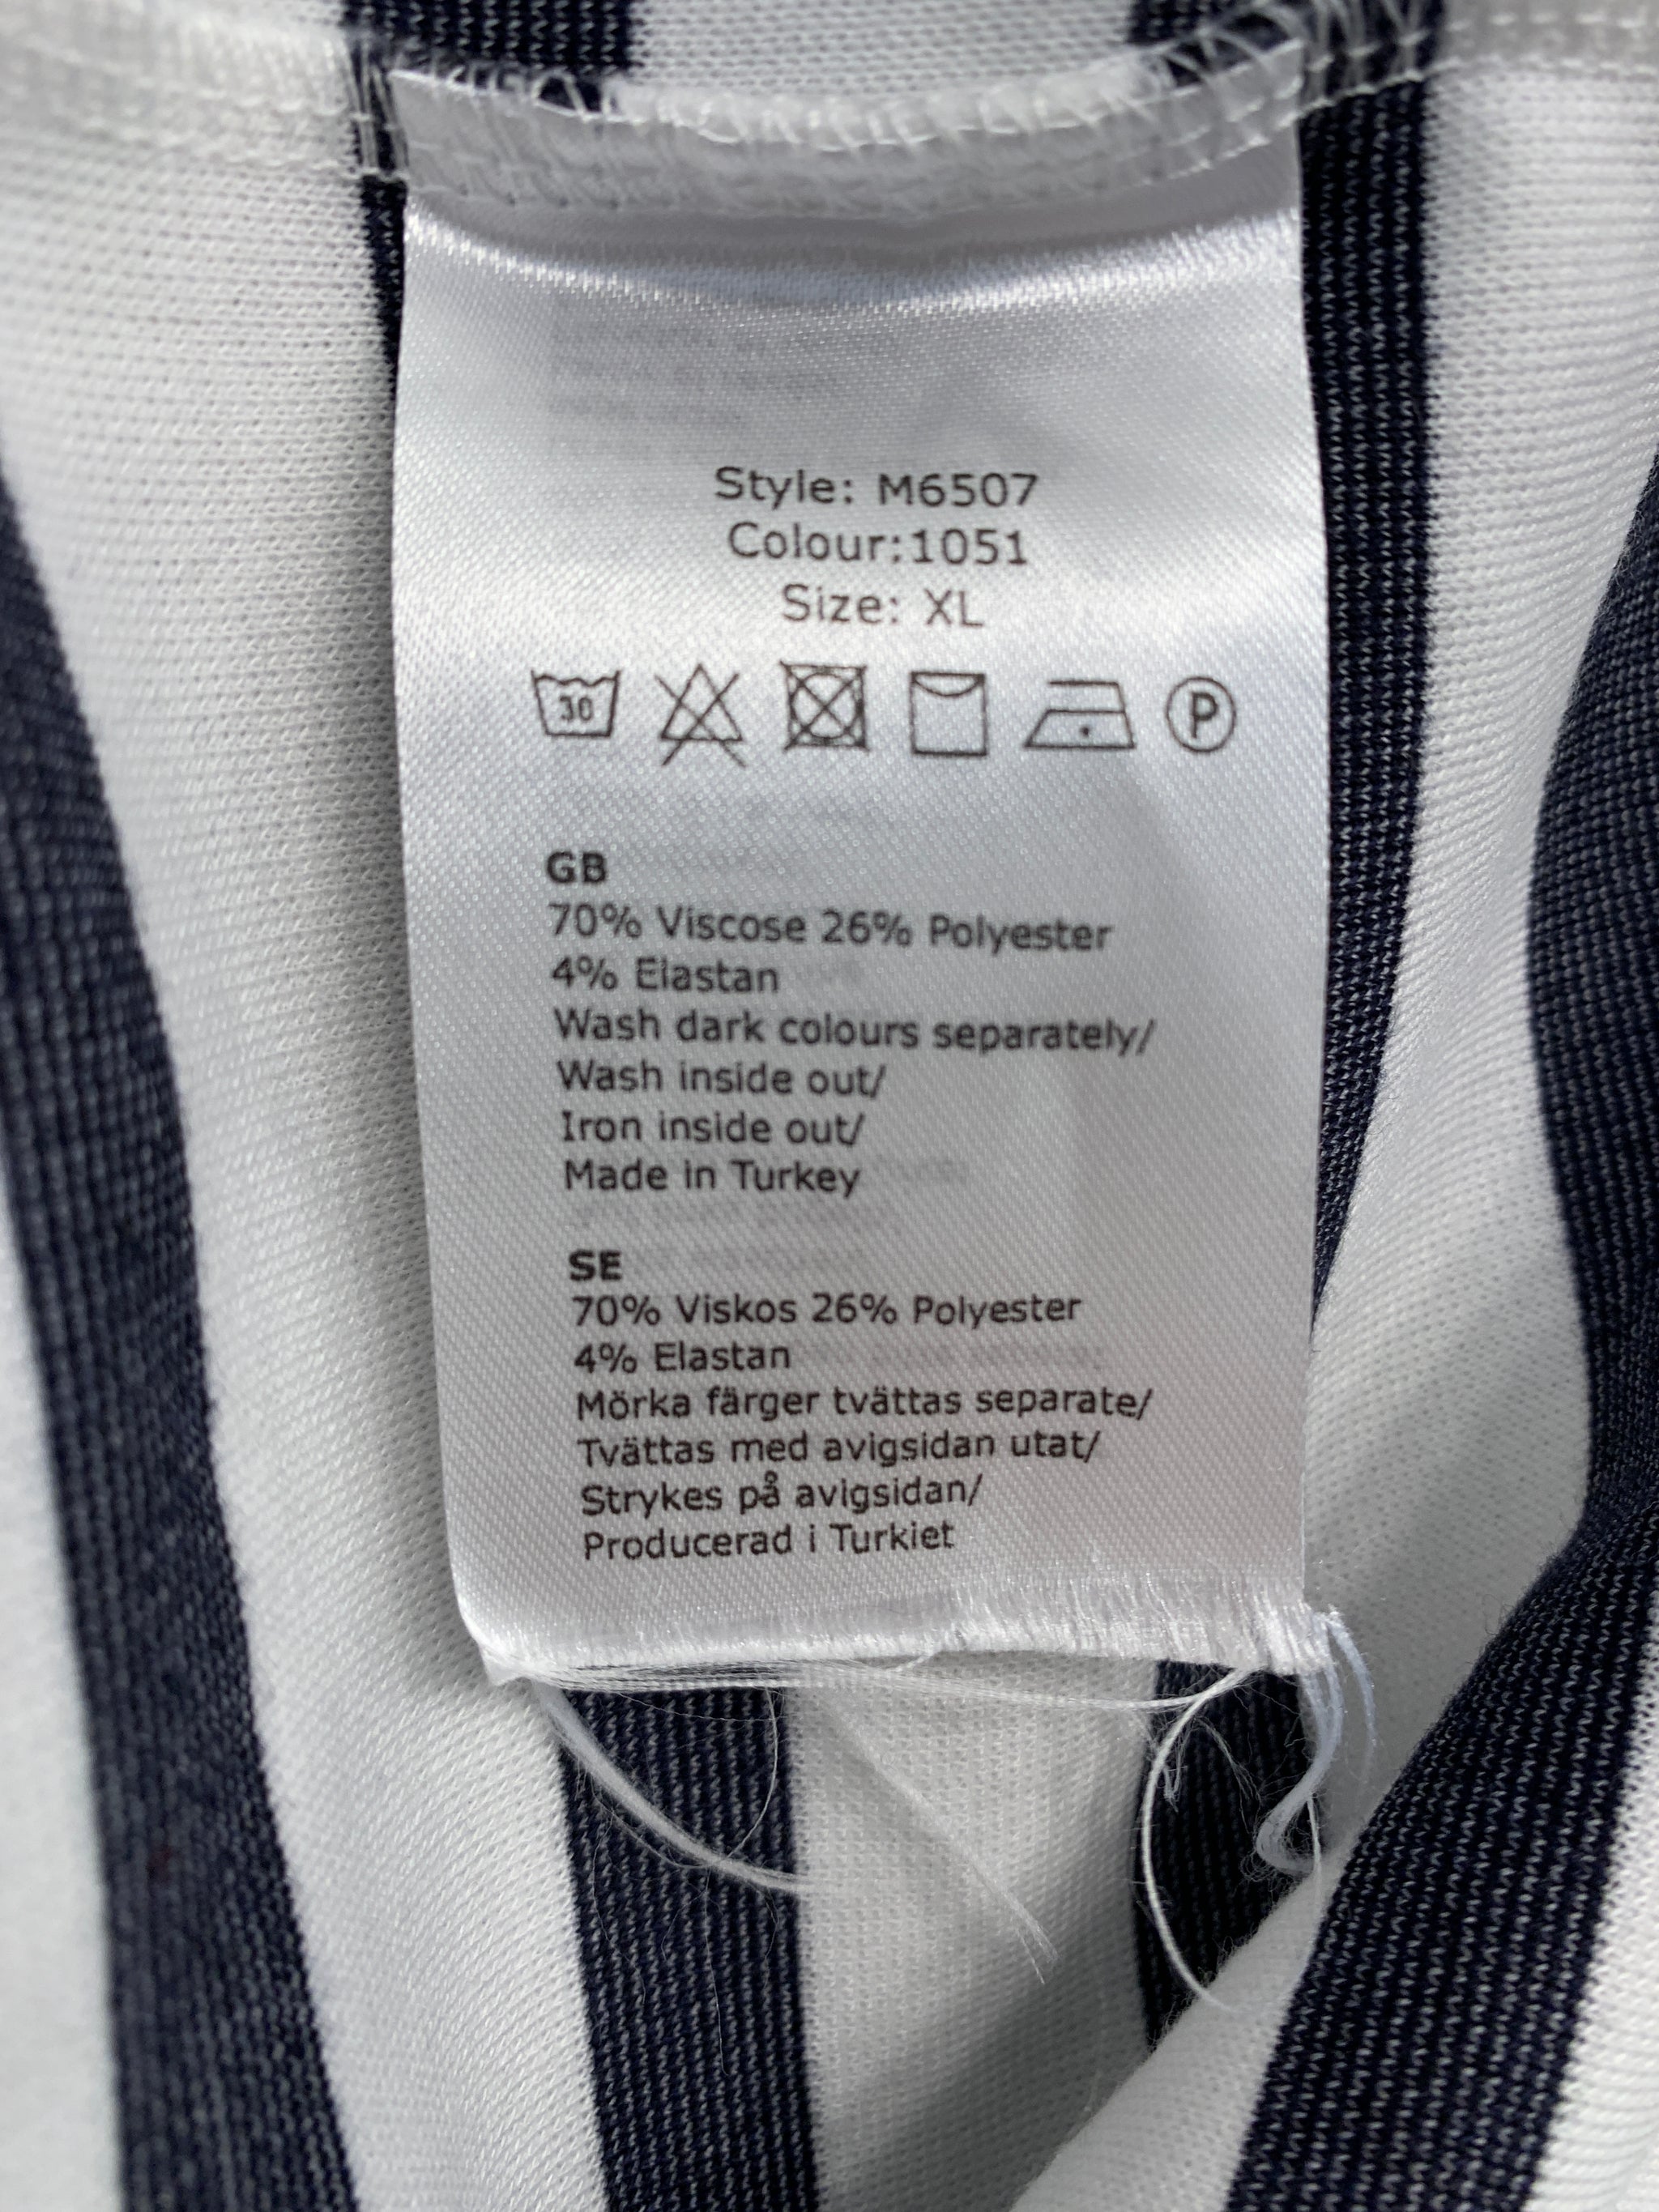 Style: M6507
Colour:1051
Size: XL
30 P
GB
70% Viscose 26% Polyester
4% Elastan
Wash dark colours separately/
Wash inside out/
Iron inside out/
Made in Turkey
SE
70% Viskos 26% Polyester
4% Elastan
Mörka färger tvättas separate/
Tvättas med avigsidan utat/
Strykes på avigsidan/
Producerad i Turkiet